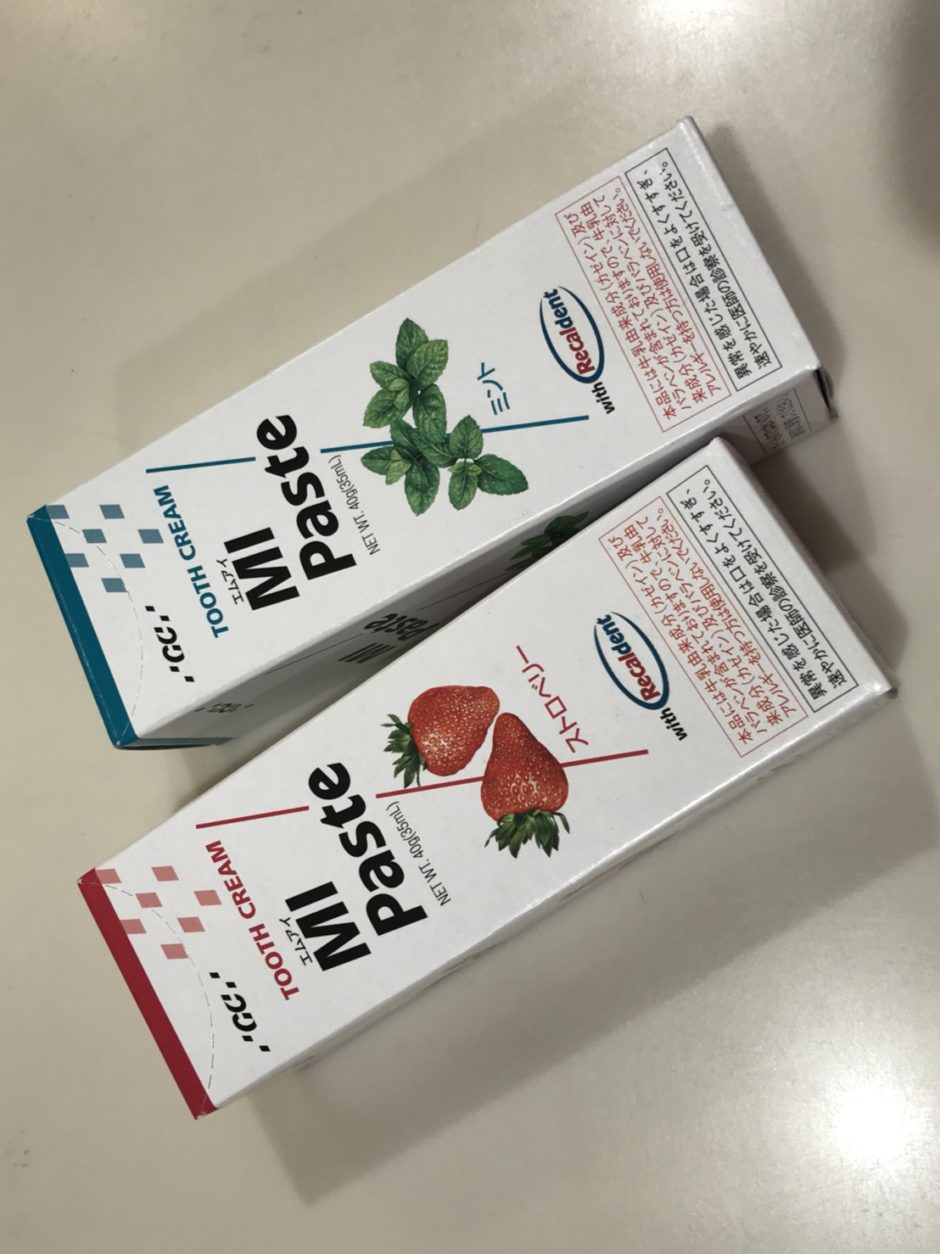 'GC.'
TOOTH CREAM
エムアイ
MI
Paste
NET WT. 40g(35mL)
ミント
with Recaldent
本品には牛乳由来成分(カゼイン)及び
パラベンが含まれておりますので、牛乳由
来成分(カゼイン)及びパラベンに対して
アレルギーを持つ方は使用しないでください。
異常を感じた場合は口をよくすすぎ、
速やかに医師の診察を受けてください。
'GC.'
MI
Paste
'GC.'
TOOTH CREAM
エムアイ
MI
Paste
NET WT. 40g(35mL)
ストロベリー
with Recaldent
本品には牛乳由来成分(カゼイン)及び
パラベンが含まれておりますので、牛乳由
来成分(カゼイン)及びパラベンに対して
アレルギーを持つ方は使用しないでください。
異常を感じた場合は口をよくすすぎ、
速やかに医師の診察を受けてください。